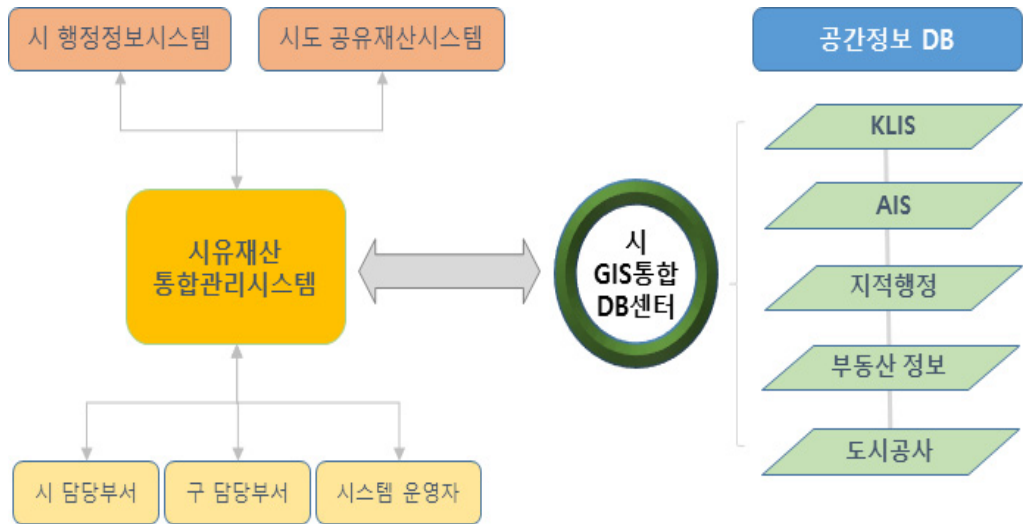 시 행정정보시스템
시도 공유재산시스템
공간정보 DB
KLIS
AIS
지적행정
부동산 정보
도시공사
시유재산
통합관리시스템
시
GIS통합
DB센터
시 담당부서
구 담당부서
시스템 운영자